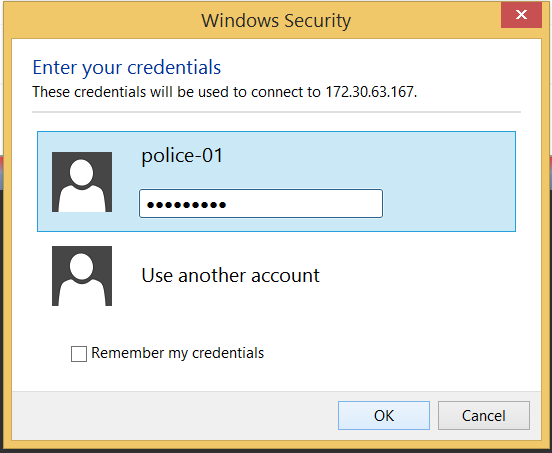 Windows Security
Enter your credentials
These credentials will be used to connect to 172.30.63.167.
police-01
●●●●●●●●●
Use another account
Remember my credentials
OK
Cancel